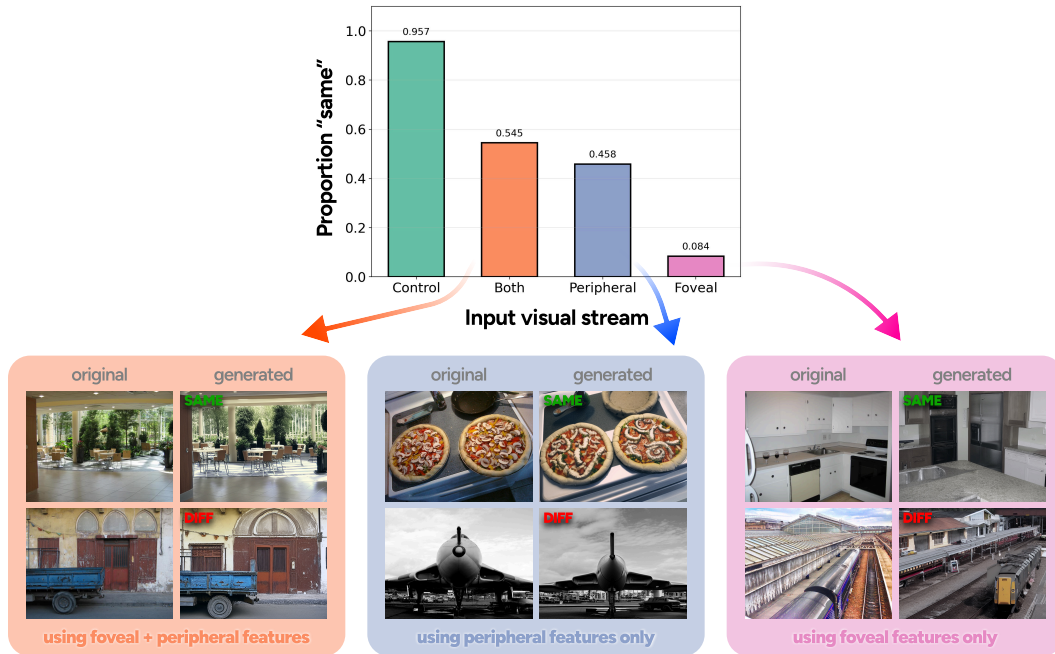 Proportion “same”
1.0
0.8
0.6
0.4
0.2
0.0
0.957
0.545
0.458
0.084
Control Both Peripheral Foveal
Input visual stream
original generated
SAME
DIFF
using foveal + peripheral features
original generated
SAME
DIFF
using peripheral features only
original generated
SAME
DIFF
using foveal features only